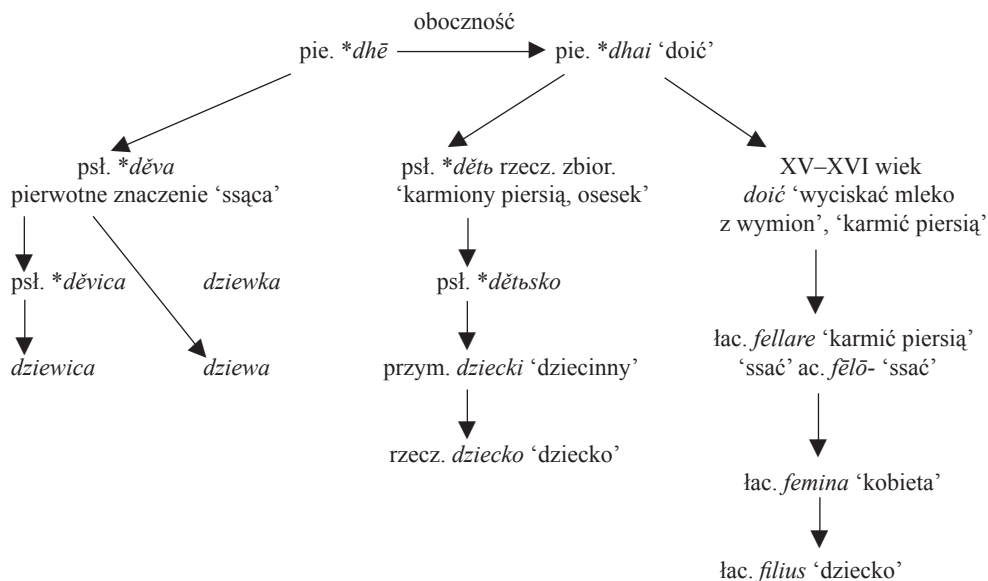 oboczność
pie. *dhē
pie. *dhai ‘doić’
psł. *děva
pierwotne znaczenie ‘ssąca’
psł. *dětь rzecz. zbior.
‘karmiony piersią, osesek’
XV–XVI wiek
doić ‘wyciskać mleko
z wymion’, ‘karmić piersią’
psł. *děvica
dziewka
psł. *dětьsko
dziewica
dziewa
przym. dziecki ‘dziecinny’
łac. fellare ‘karmić piersią’
‘ssać’ ac. fēlō- ‘ssać’
rzecz. dziecko ‘dziecko’
łac. femina ‘kobieta’
łac. filius ‘dziecko’